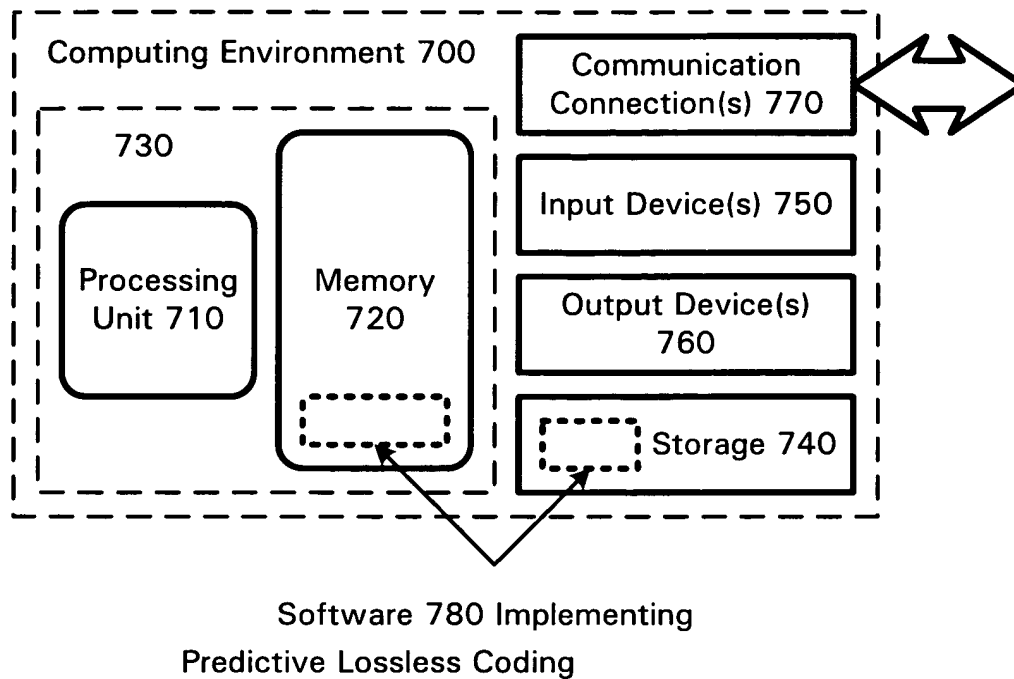 Computing Environment 700
Communication
Connection(s) 770
730
Input Device(s) 750
Processing
Unit 710
Memory
720
Output Device(s)
760
Storage 740
Software 780 Implementing
Predictive Lossless Coding